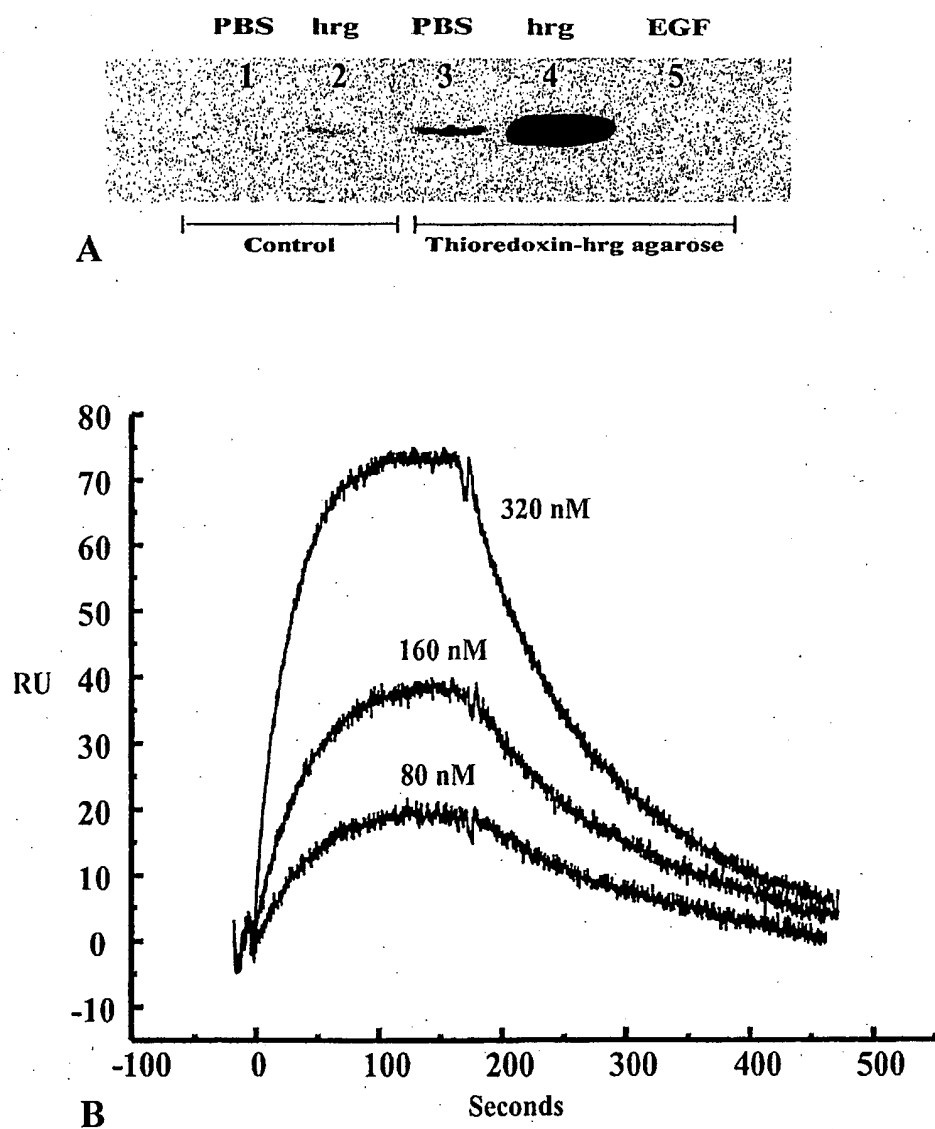 PBS hrg PBS hrg EGF
1 2 3 4 5
Control Thioredoxin-hrg agarose
A
80
70
320 nM
60
50
160 nM
RU 40
30
80 nM
20
10
0
-10
-100 0 100 200 300 400 500
Seconds
B